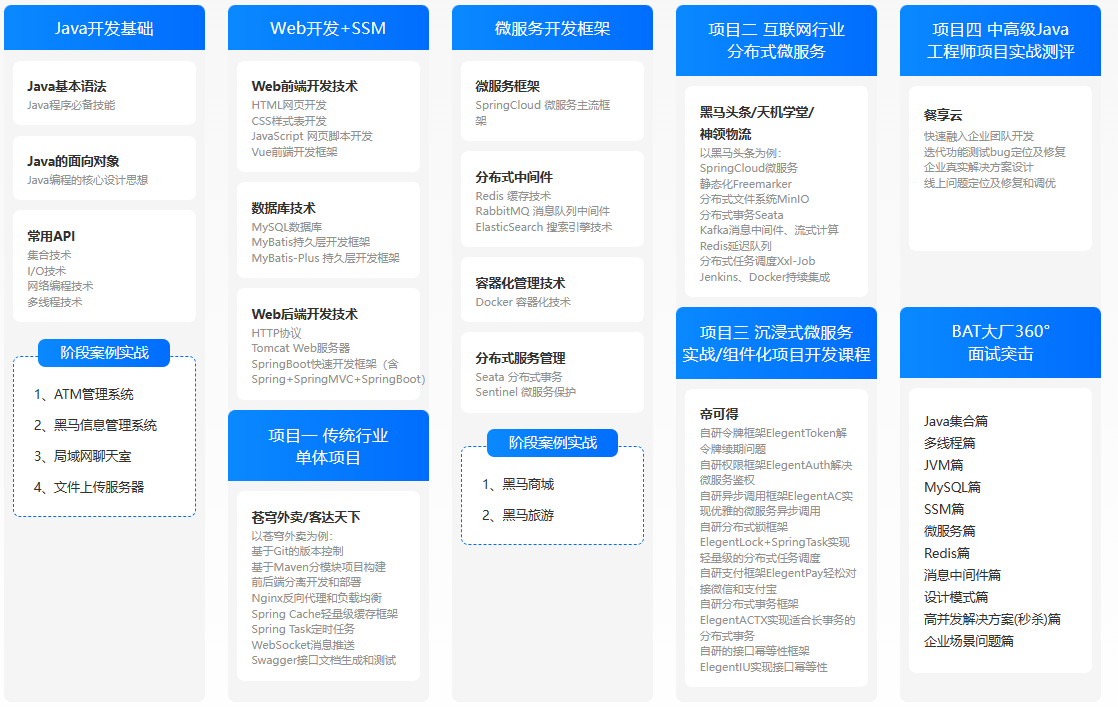 Java开发基础
Java基本语法
Java程序必备技能
Java的面向对象
Java编程的核心设计思想
常用API
集合技术
I/O技术
网络编程技术
多线程技术
阶段案例实战
1、ATM管理系统
2、黑马信息管理系统
3、局域网聊天室
4、文件上传服务器
Web开发+SSM
Web前端开发技术
HTML网页开发
CSS样式表开发
JavaScript 网页脚本开发
Vue前端开发框架
数据库技术
MySQL数据库
MyBatis持久层开发框架
MyBatis-Plus 持久层开发框架
Web后端开发技术
HTTP协议
Tomcat Web服务器
SpringBoot快速开发框架（含
Spring+SpringMVC+SpringBoot）
项目一 传统行业
单体项目
苍穹外卖/客达天下
以苍穹外卖为例：
基于Git的版本控制
基于Maven分模块项目构建
前后端分离开发和部署
Nginx反向代理和负载均衡
Spring Cache轻量级缓存框架
Spring Task定时任务
WebSocket消息推送
Swagger接口文档生成和测试
微服务开发框架
微服务框架
SpringCloud 微服务主流框
架
分布式中间件
Redis 缓存技术
RabbitMQ 消息队列中间件
ElasticSearch 搜索引擎技术
容器化管理技术
Docker 容器化技术
分布式服务管理
Seata 分布式事务
Sentinel 微服务保护
阶段案例实战
1、黑马商城
2、黑马旅游
项目二 互联网行业
分布式微服务
黑马头条/天机学堂/
神领物流
以黑马头条为例：
SpringCloud微服务
静态化Freemarker
分布式文件系统MinIO
分布式事务Seata
Kafka消息中间件、流式计算
Redis延迟队列
分布式任务调度Xxl-Job
Jenkins、Docker持续集成
项目三 沉浸式微服务
实战/组件化项目开发课程
帝可得
自研令牌框架ElegentToken解
令牌续期问题
自研权限框架ElegentAuth解决
微服务鉴权
自研异步调用框架ElegentAC实
现优雅的微服务异步调用
自研分布式锁框架
ElegentLock+SpringTask实现
轻量级的分布式任务调度
自研支付框架ElegentPay轻松对
接微信和支付宝
自研分布式事务框架
ElegentACTX实现适合长事务的
分布式事务
自研的接口幂等性框架
ElegentIU实现接口幂等性
项目四 中高级Java
工程师项目实战测评
餐享云
快速融入企业团队开发
迭代功能测试bug定位及修复
企业真实解决方案设计
线上问题定位及修复和调优
BAT大厂360°
面试突击
Java集合篇
多线程篇
JVM篇
MySQL篇
SSM篇
微服务篇
Redis篇
消息中间件篇
设计模式篇
高并发解决方案(秒杀)篇
企业场景问题篇